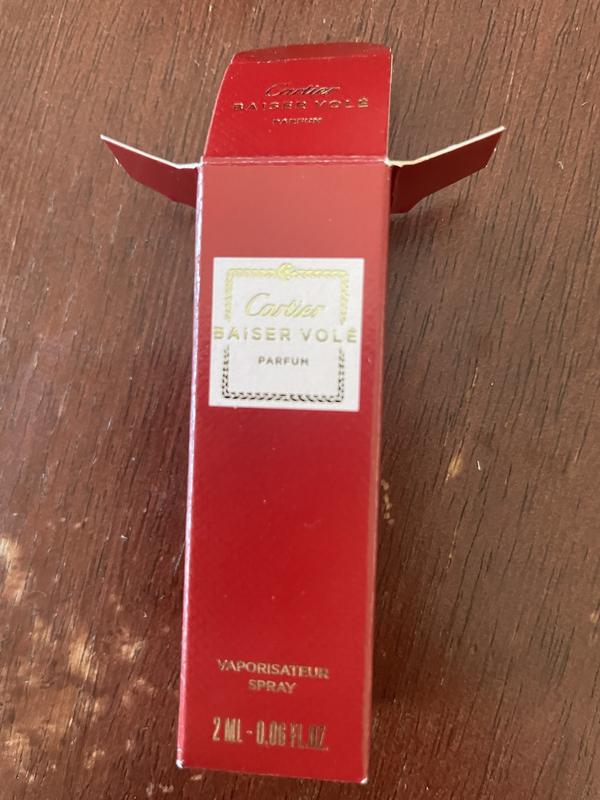 Cartier
BAISER VOLÉ
PARFUM
Cartier
BAISER VOLÉ
PARFUM
VAPORISATEUR
SPRAY
2 ML - 0.06 FL.OZ.